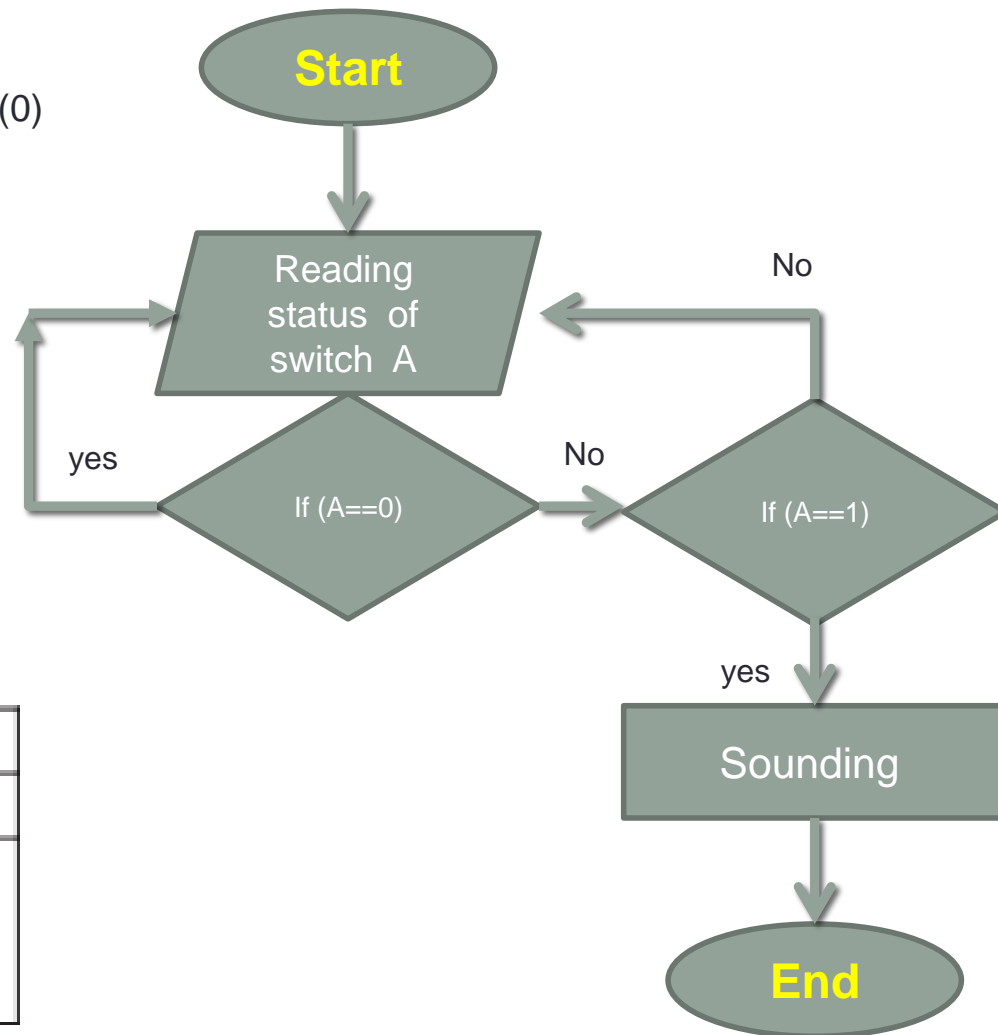 Start
(0)
Reading
status of
switch A
No
yes
If (A==0)
No
If (A==1)
yes
Sounding
End